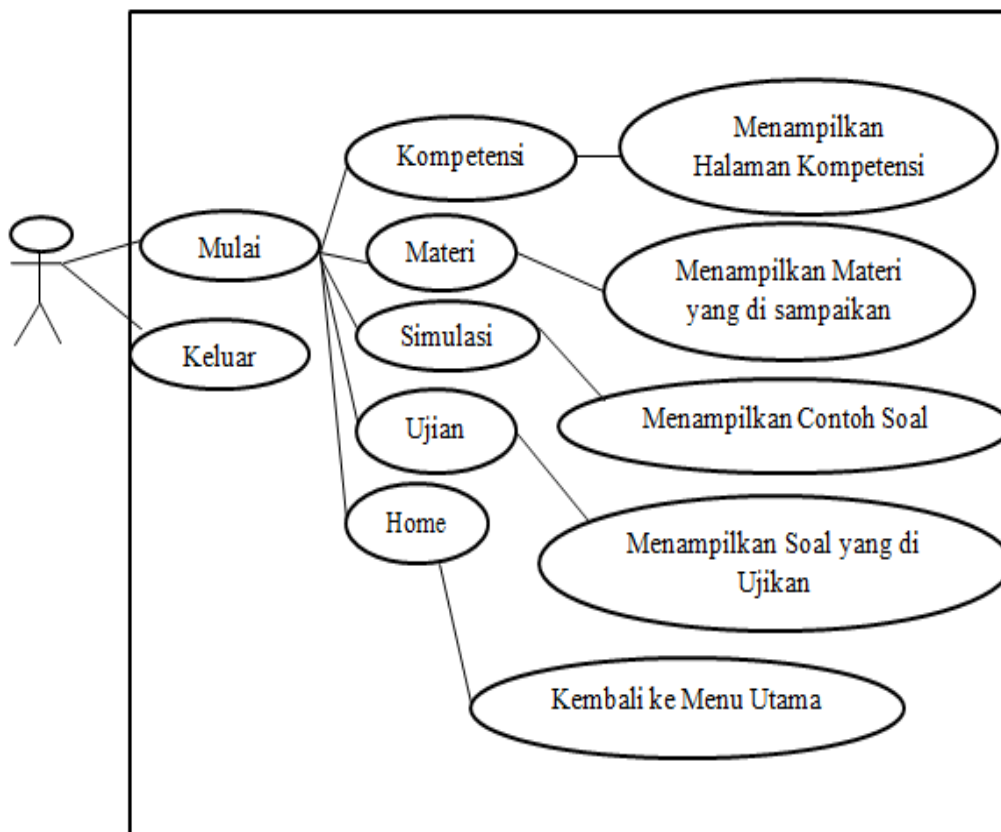 Menampilkan
Halaman Kompetensi
Kompetensi
Mulai
Materi
Menampilkan Materi
yang di sampaikan
Simulasi
Keluar
Menampilkan Contoh Soal
Ujian
Home
Menampilkan Soal yang di
Ujikan
Kembali ke Menu Utama